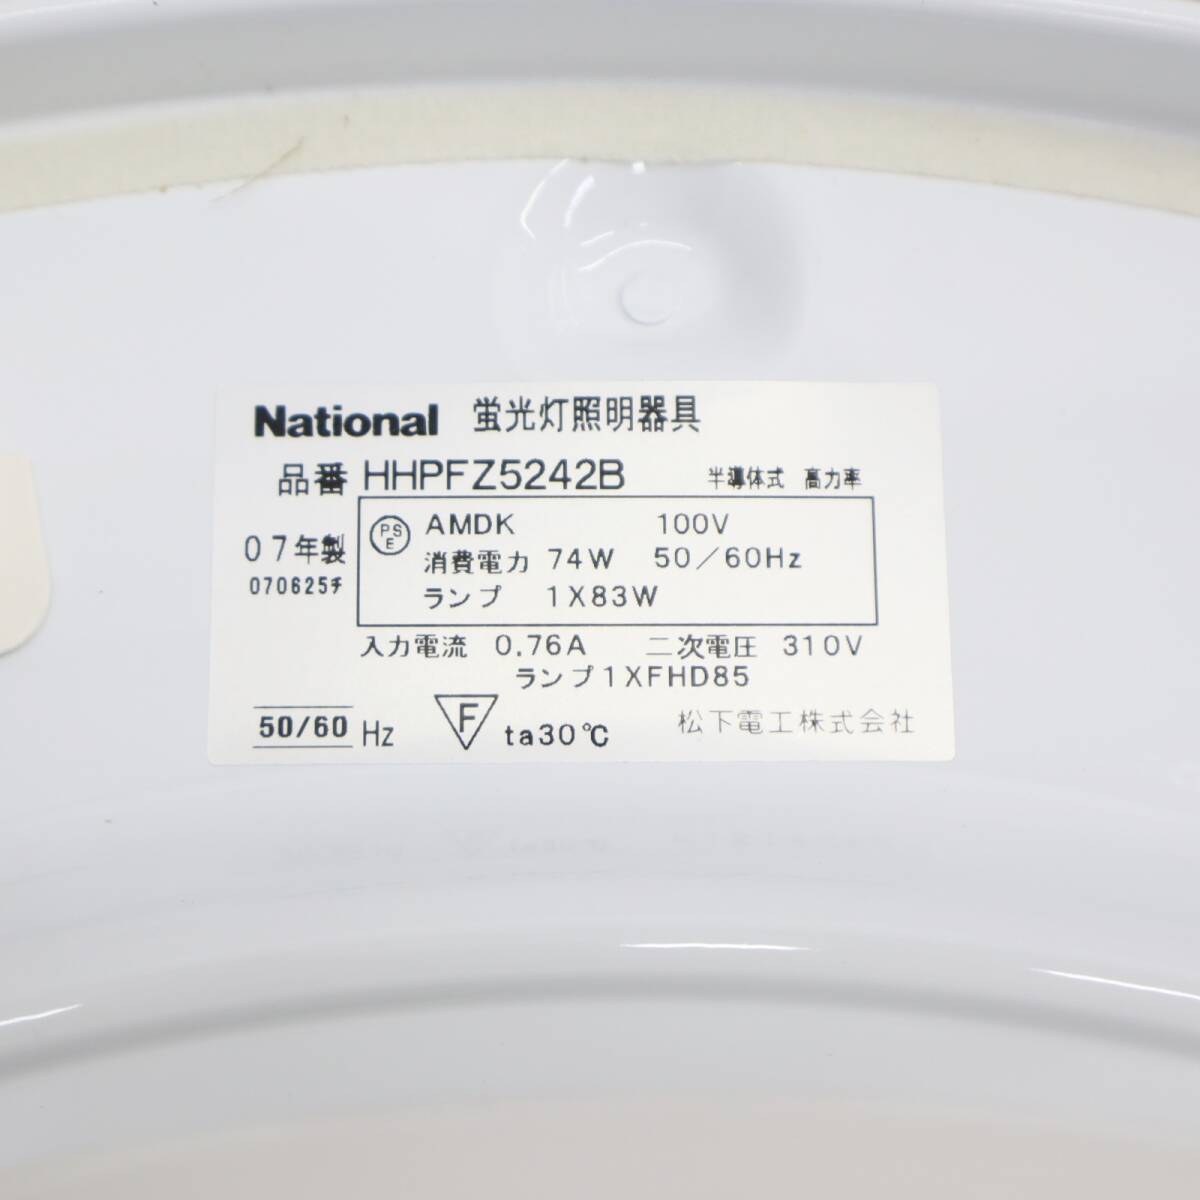 National 蛍光灯照明器具
品番 HHPFZ5242B 半導体式 高力率
07年製
070625チ
PS
E
AMDK 100V
消費電力 74W 50/60Hz
ランプ 1X83W
入力電流 0.76A 二次電圧 310V
ランプ1XFHD85
50/60 Hz F ta30℃ 松下電工株式会社